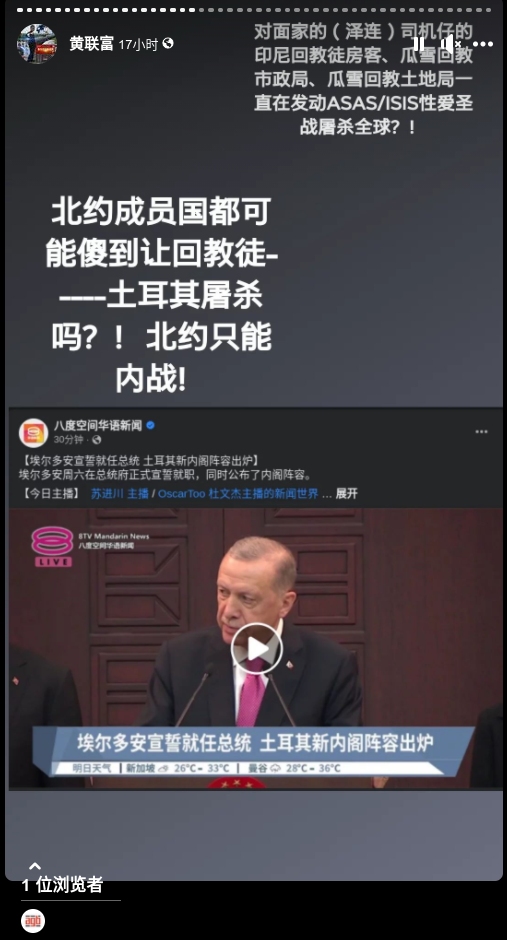 对面家的（泽连）司机仔的
黄联富 17小时
印尼回教徒房客、瓜雪回教
市政局、瓜雪回教土地局一
直在发动ASAS/ISIS性爱圣
战屠杀全球？！
北约成员国都可
能傻到让回教徒-
----土耳其屠杀
吗？！ 北约只能
内战!
八度空间华语新闻
30分钟 ·
【埃尔多安宣誓就任总统 土耳其新内阁阵容出炉】
埃尔多安周六在总统府正式宣誓就职，同时公布了内阁阵容。
【今日主播】 苏进川 主播 / OscarToo 杜文杰主播的新闻世界 ... 展开
8TV Mandarin News
八度空间华语新闻
LIVE
埃尔多安宣誓就任总统 土耳其新内阁阵容出炉
明日天气 | 新加坡 26°C - 33°C | 曼谷 28°C - 36°C
1 位浏览者